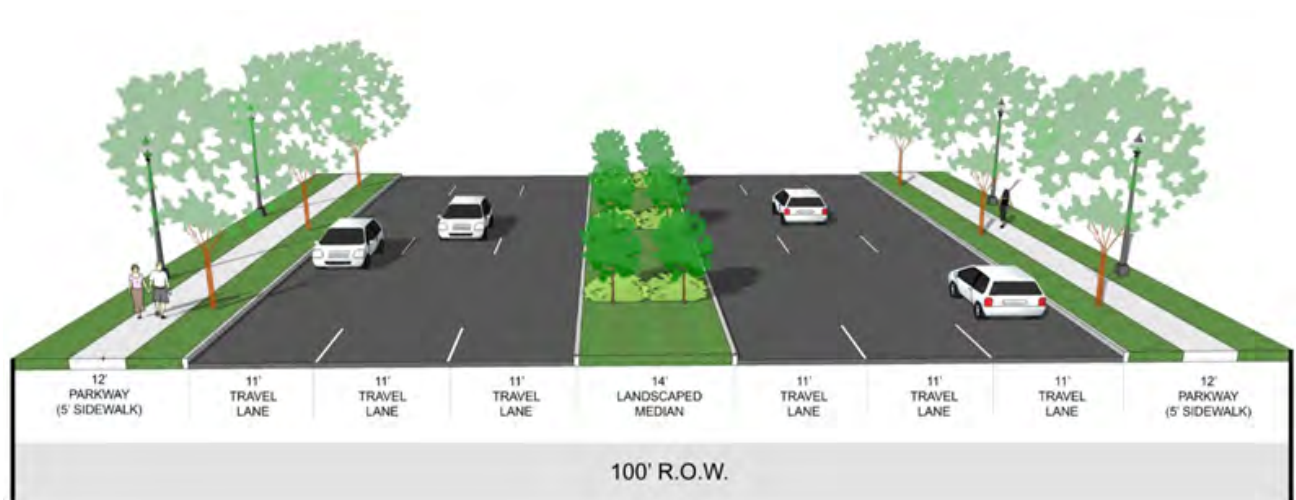 12'
PARKWAY
(5' SIDEWALK)
11'
TRAVEL
LANE
11'
TRAVEL
LANE
11'
TRAVEL
LANE
14'
LANDSCAPED
MEDIAN
11'
TRAVEL
LANE
11'
TRAVEL
LANE
11'
TRAVEL
LANE
12'
PARKWAY
(5' SIDEWALK)
100' R.O.W.